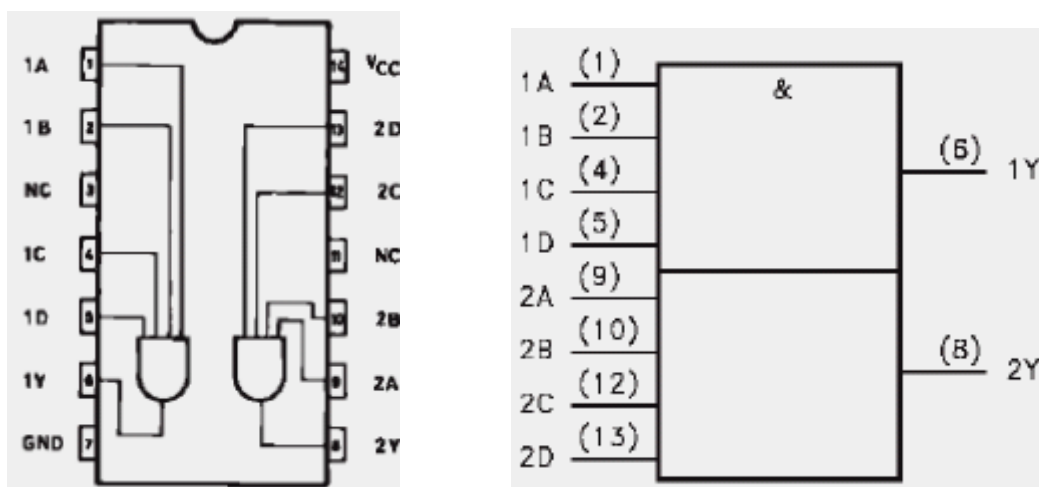 1A 1 14 VCC
1B 2 13 2D
NC 3 12 2C
1C 4 11 NC
1D 5 10 2B
1Y 6 9 2A
GND 7 8 2Y
&
1A (1)
1B (2)
1C (4)
1D (5)
(6) 1Y
2A (9)
2B (10)
2C (12)
2D (13)
(8) 2Y